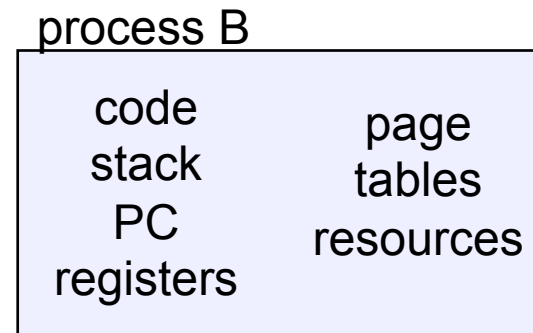 process B
code
stack
PC
registers
page
tables
resources